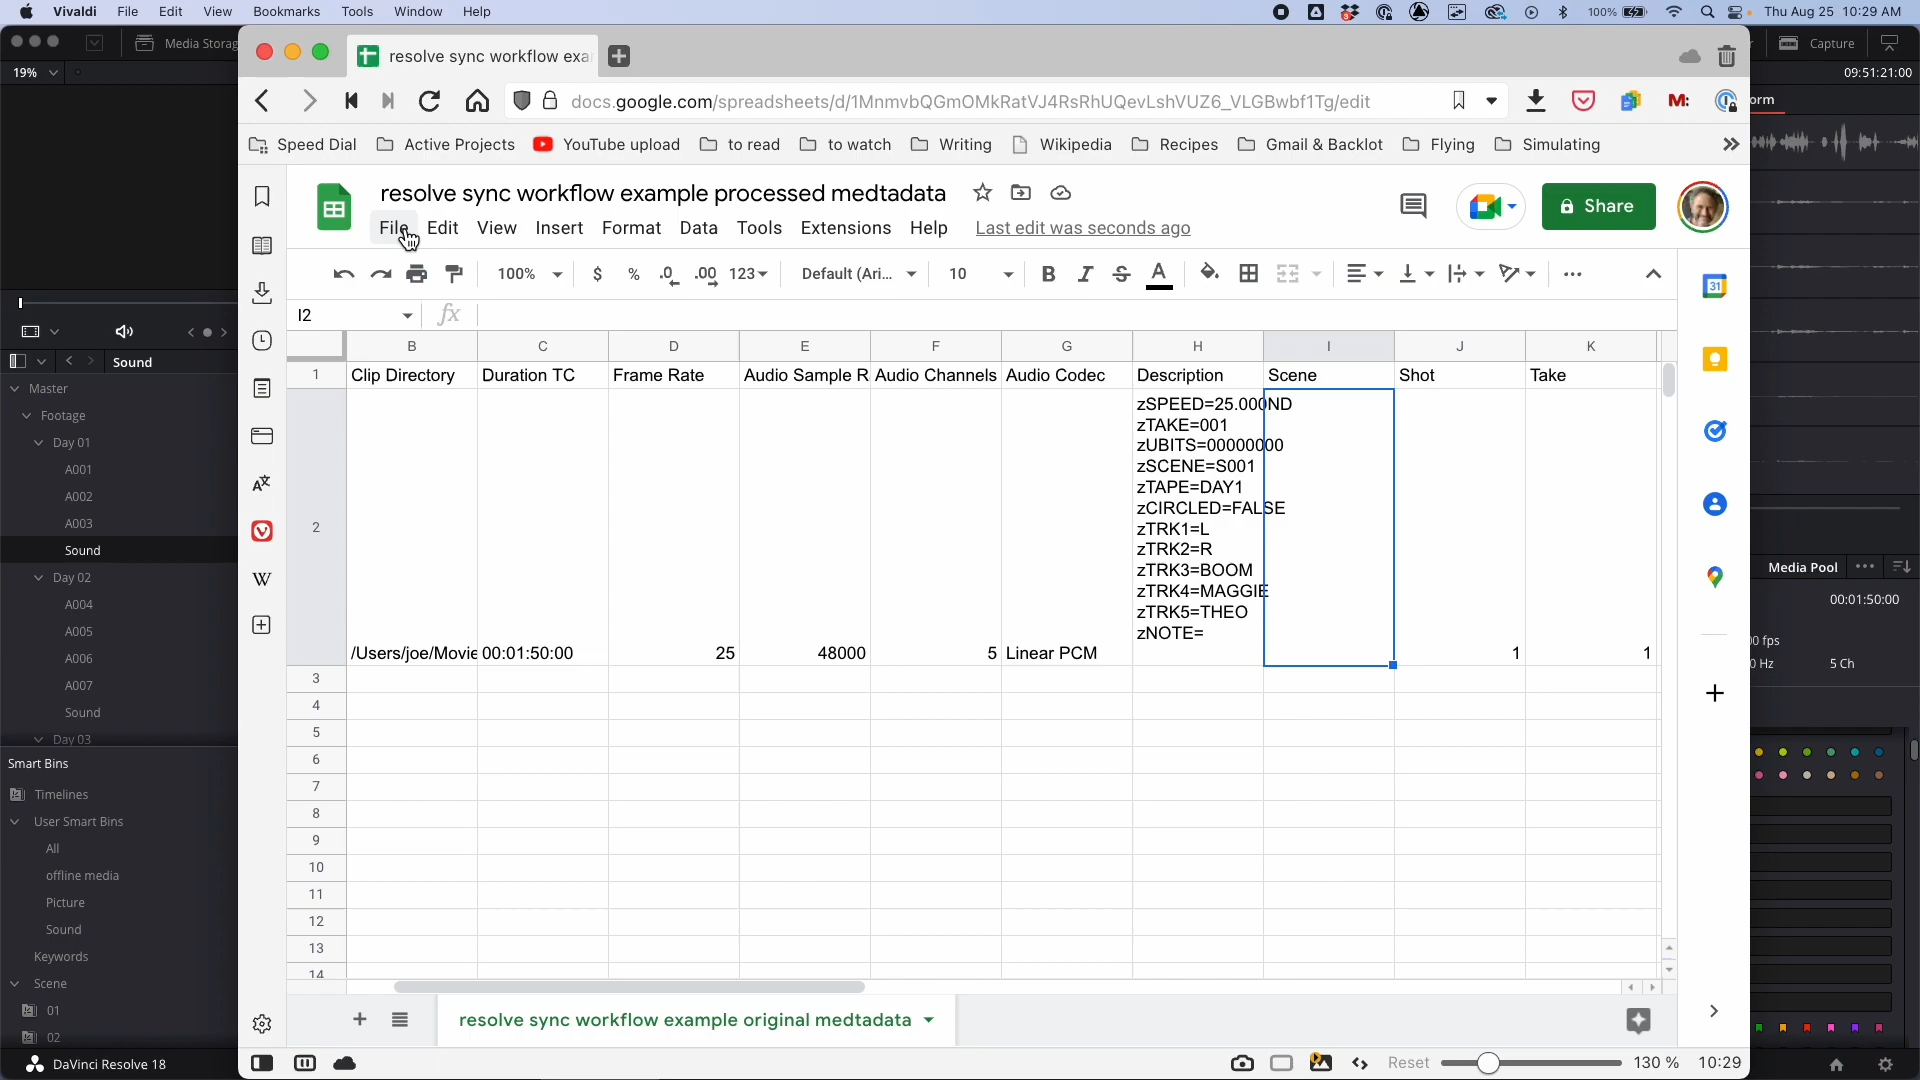 Vivaldi File Edit View Bookmarks Tools Window Help
100% Thu Aug 25 10:29 AM
Media Storag
resolve sync workflow exa
Capture
19%
09:51:21:00
docs.google.com/spreadsheets/d/1MnmvbQGmOMkRatVJ4RsRhUQevLshVUZ6_VLGBwbf1Tg/edit
M:
orm
Speed Dial Active Projects YouTube upload to read to watch Writing Wikipedia Recipes Gmail & Backlot Flying Simulating
resolve sync workflow example processed medtadata
Share
File Edit View Insert Format Data Tools Extensions Help Last edit was seconds ago
100% $ % .0 .00 123 Default (Ari... 10 B I S A
31
I2 fx
B C D E F G H I J K
Sound
1 Clip Directory Duration TC Frame Rate Audio Sample R Audio Channels Audio Codec Description Scene Shot Take
zSPEED=25.000ND
zTAKE=001
zUBITS=00000000
zSCENE=S001
zTAPE=DAY1
zCIRCLED=FALSE
2
zTRK1=L
zTRK2=R
zTRK3=BOOM
zTRK4=MAGGIE
zTRK5=THEO
zNOTE=
/Users/joe/Movie 00:01:50:00 25 48000 5 Linear PCM 1 1
3
4
5
6
7
8
9
10
11
12
13
14
Master
Footage
Day 01
A001
A002
A003
Sound
Day 02
A004
A005
A006
A007
Sound
Day 03
Smart Bins
Timelines
User Smart Bins
All
offline media
Picture
Sound
Keywords
Scene
01
02
W
Media Pool
00:01:50:00
00 fps
0 Hz 5 Ch
resolve sync workflow example original medtadata
DaVinci Resolve 18
Reset 130 % 10:29